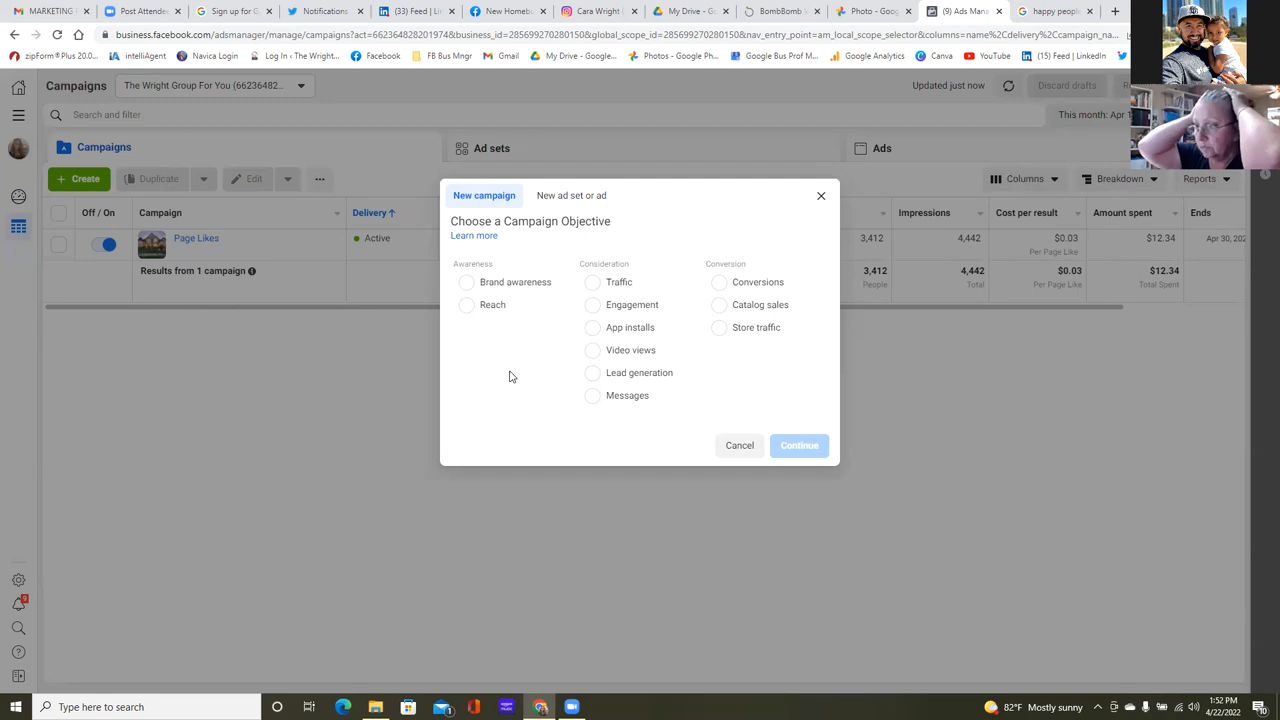 MARKETING
Post Attended
Sign up for G
Notifications
(33) Feed |
New Homebu
Cara Wright
My Drive -
BombBomb
Photo - Goog
(9) Ads Mana
happy people
business.facebook.com/adsmanager/manage/campaigns?act=662364828201974&business_id=285699270280150&global_scope_id=285699270280150&nav_entry_point=am_local_scope_selector&columns=name%2Cdelivery%2Ccampaign_na...
zipForm®Plus 20.0...
intelliAgent
Navica Login
Google
Facebook
FB Bus Mngr
Gmail
My Drive - Google...
Photos - Google Ph...
Google Bus Prof M...
Google Analytics
Canva
YouTube
(15) Feed | LinkedIn
Campaigns
The Wright Group For You (66236482...
Updated just now
Discard drafts
Search and filter
This month: Apr 1
Campaigns
Ad sets
Ads
+ Create
Duplicate
Edit
...
Columns
Breakdown
Reports
New campaign
New ad set or ad
Off / On
Campaign
Delivery ↑
Impressions
Cost per result
Amount spent
Ends
Choose a Campaign Objective
Learn more
Page Likes
Active
3,412
4,442
$0.03
Per Page Like
$12.34
Apr 30, 202
Results from 1 campaign
3,412
People
4,442
Total
$0.03
Per Page Like
$12.34
Total Spent
Awareness
Consideration
Conversion
Brand awareness
Traffic
Conversions
Reach
Engagement
Catalog sales
App installs
Store traffic
Video views
Lead generation
Messages
Cancel
Continue
Type here to search
82°F Mostly sunny
1:52 PM
4/22/2022